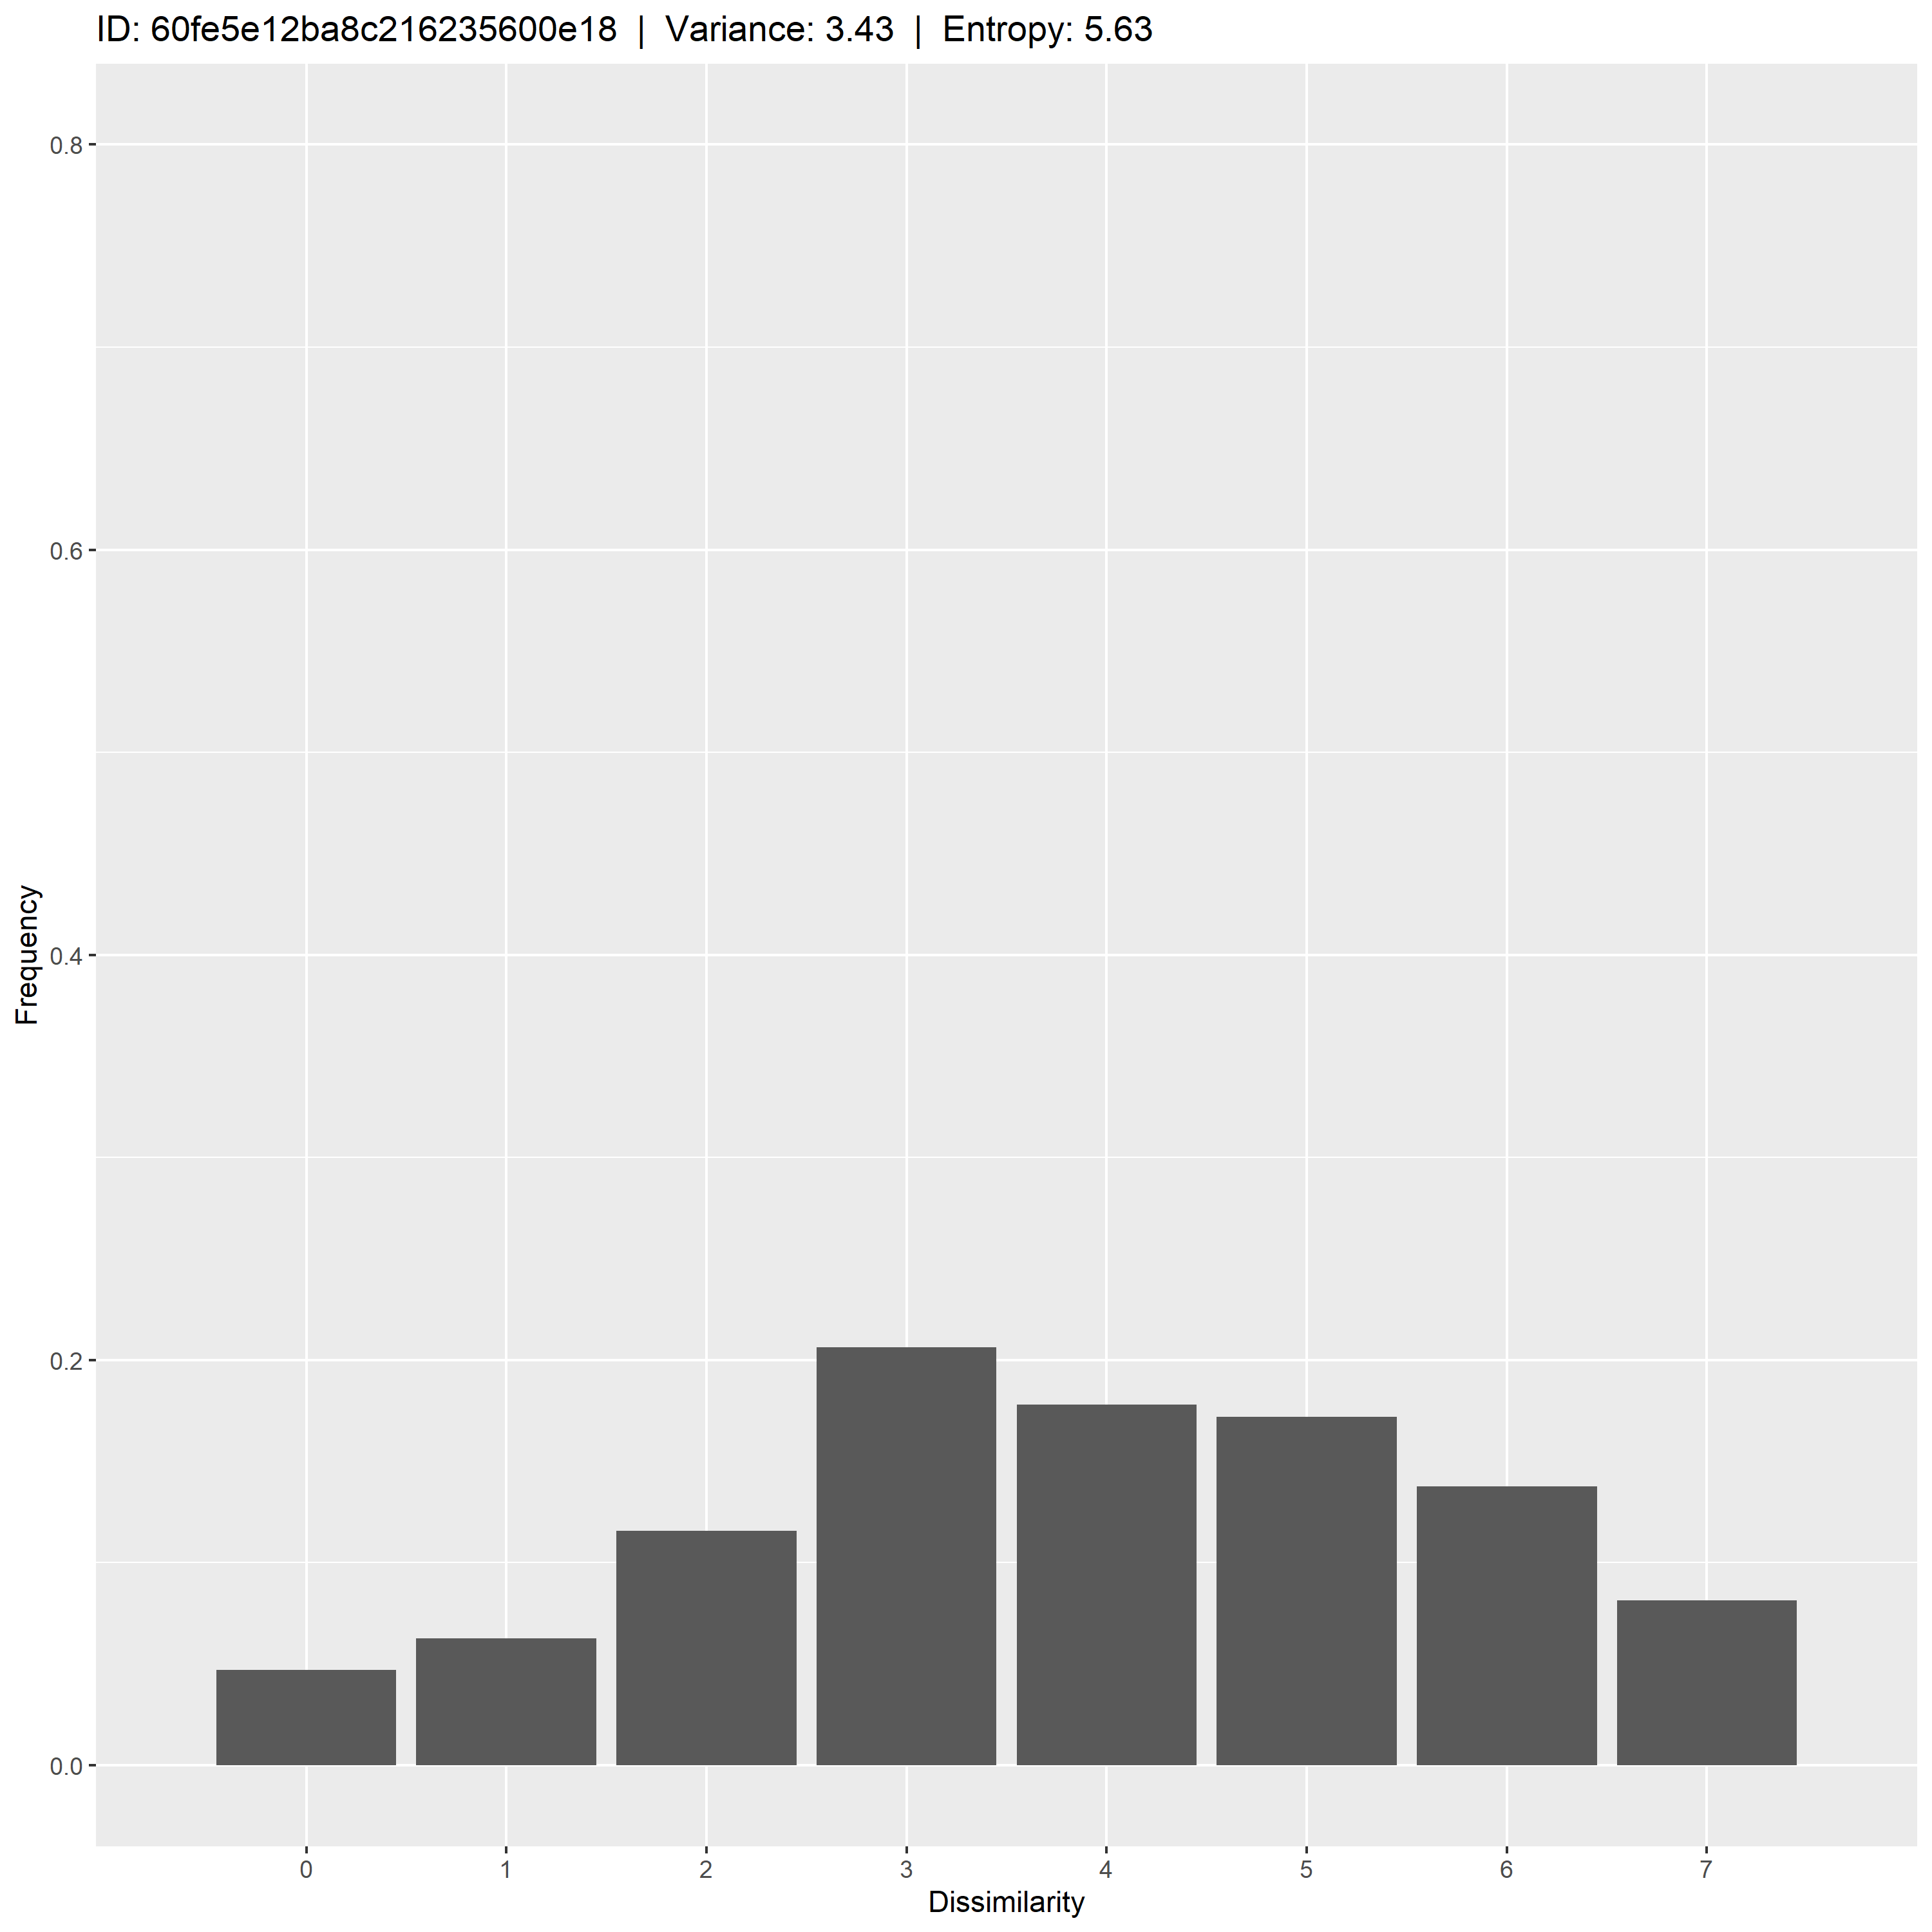 ID: 60fe5e12ba8c216235600e18 | Variance: 3.43 | Entropy: 5.63
0.8
0.6
0.4
0.2
0.0
Frequency
0 1 2 3 4 5 6 7
Dissimilarity